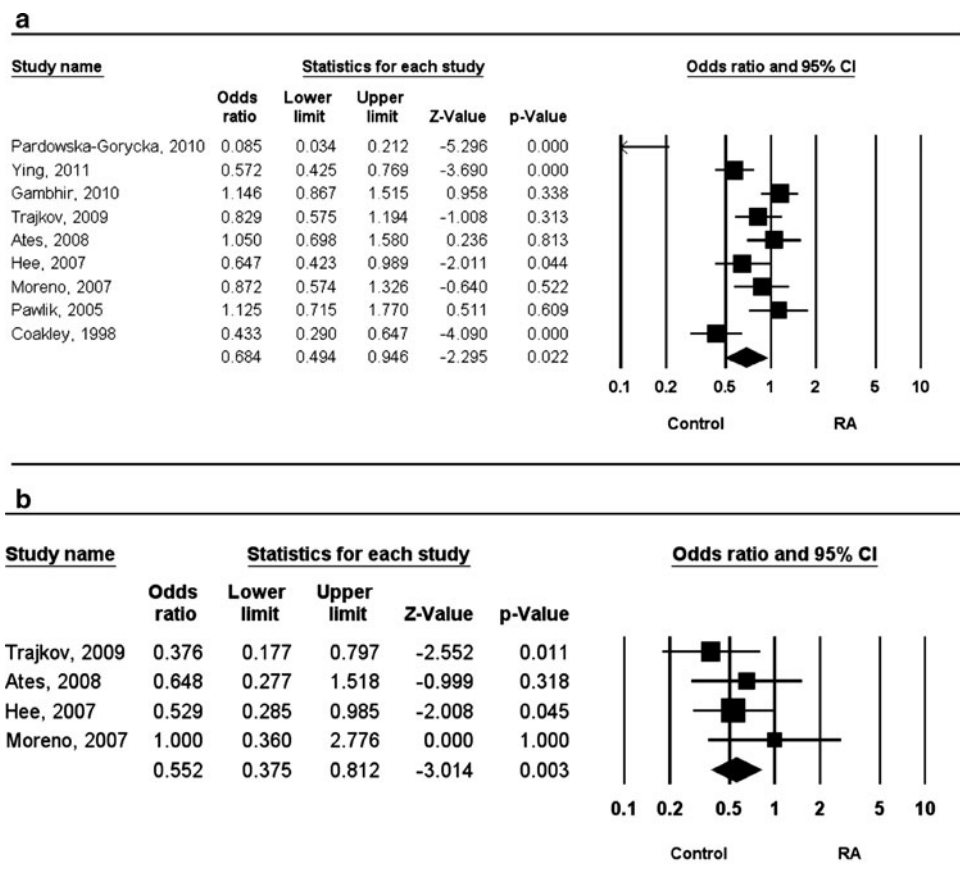 a
Study name Statistics for each study Odds ratio and 95% CI
Odds ratio Lower limit Upper limit Z-Value p-Value
Pardowska-Gorycka, 2010 0.085 0.034 0.212 -5.296 0.000
Ying, 2011 0.572 0.425 0.769 -3.690 0.000
Gambhir, 2010 1.146 0.867 1.515 0.958 0.338
Trajkov, 2009 0.829 0.575 1.194 -1.008 0.313
Ates, 2008 1.050 0.698 1.580 0.236 0.813
Hee, 2007 0.647 0.423 0.989 -2.011 0.044
Moreno, 2007 0.872 0.574 1.326 -0.640 0.522
Pawlik, 2005 1.125 0.715 1.770 0.511 0.609
Coakley, 1998 0.433 0.290 0.647 -4.090 0.000
0.684 0.494 0.946 -2.295 0.022
0.1 0.2 0.5 1 2 5 10
Control RA
b
Study name Statistics for each study Odds ratio and 95% CI
Odds ratio Lower limit Upper limit Z-Value p-Value
Trajkov, 2009 0.376 0.177 0.797 -2.552 0.011
Ates, 2008 0.648 0.277 1.518 -0.999 0.318
Hee, 2007 0.529 0.285 0.985 -2.008 0.045
Moreno, 2007 1.000 0.360 2.776 0.000 1.000
0.552 0.375 0.812 -3.014 0.003
0.1 0.2 0.5 1 2 5 10
Control RA